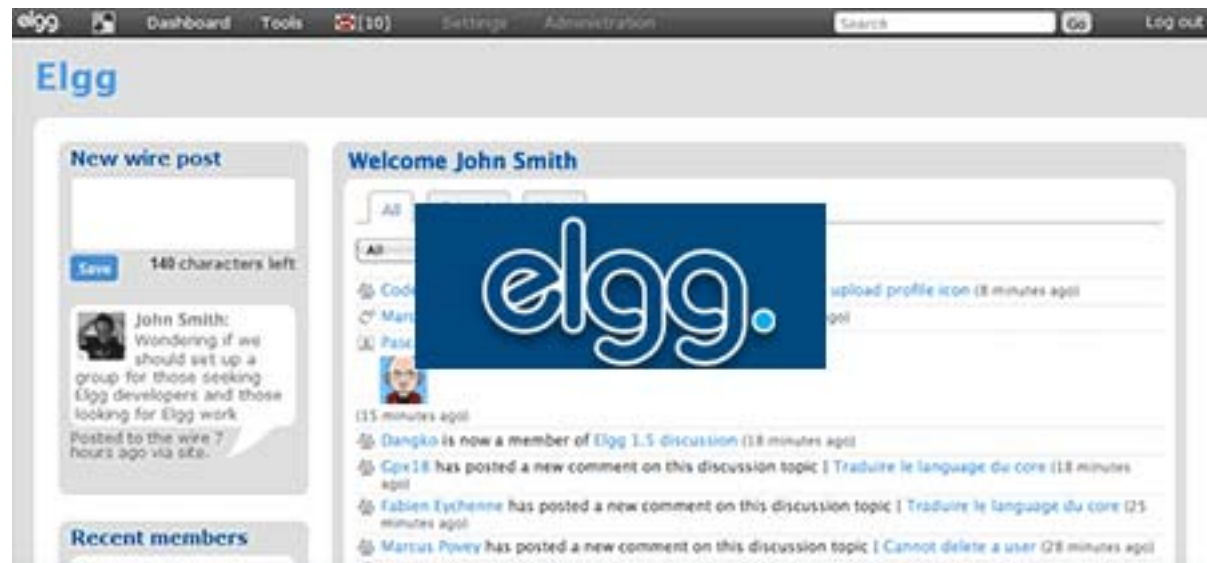 elgg Dashboard Tools [10] Settings Administration Search Go Log out
Elgg
New wire post
Save 140 characters left
John Smith:
Wondering if we
should set up a
group for those seeking
Elgg developers and those
looking for Elgg work
Posted to the wire 7
hours ago via site.
Recent members
Welcome John Smith
All
All
elgg.
upload profile icon (8 minutes ago)
(15 minutes ago)
Dangko is now a member of Elgg 1.5 discussion (18 minutes ago)
Gpx18 has posted a new comment on this discussion topic | Traduire le language du core (18 minutes
ago)
Fabien Eychenne has posted a new comment on this discussion topic | Traduire le language du core (25
minutes ago)
Marcus Povey has posted a new comment on this discussion topic | Cannot delete a user (28 minutes ago)